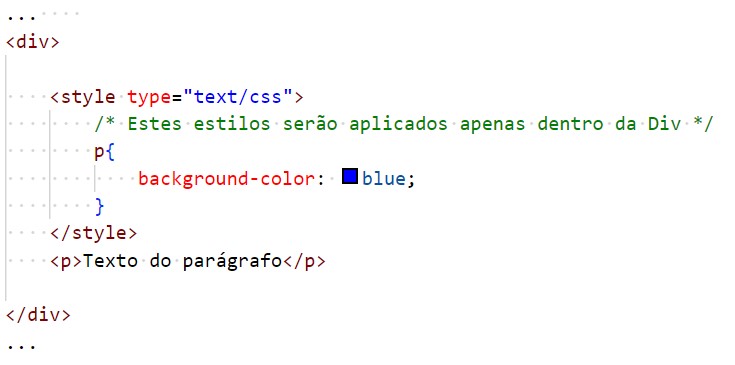 ...
<div>
<style type="text/css">
/* Estes estilos serão aplicados apenas dentro da Div */
p{
background-color: blue;
}
</style>
<p>Texto do parágrafo</p>
</div>
...